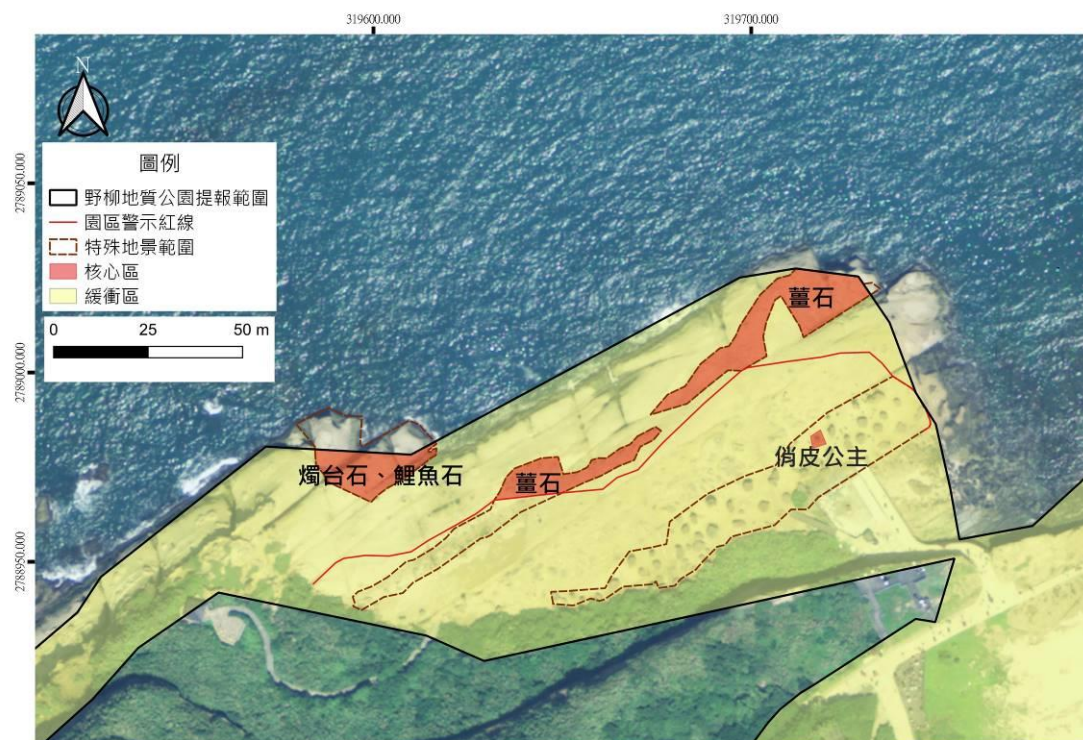 319600.000
319700.000
N
2789050.000
2789000.000
2788950.000
圖例
野柳地質公園提報範圍
園區警示紅線
特殊地景範圍
核心區
緩衝區
0 25 50 m
薑石
燭台石、鯉魚石
薑石
俏皮公主